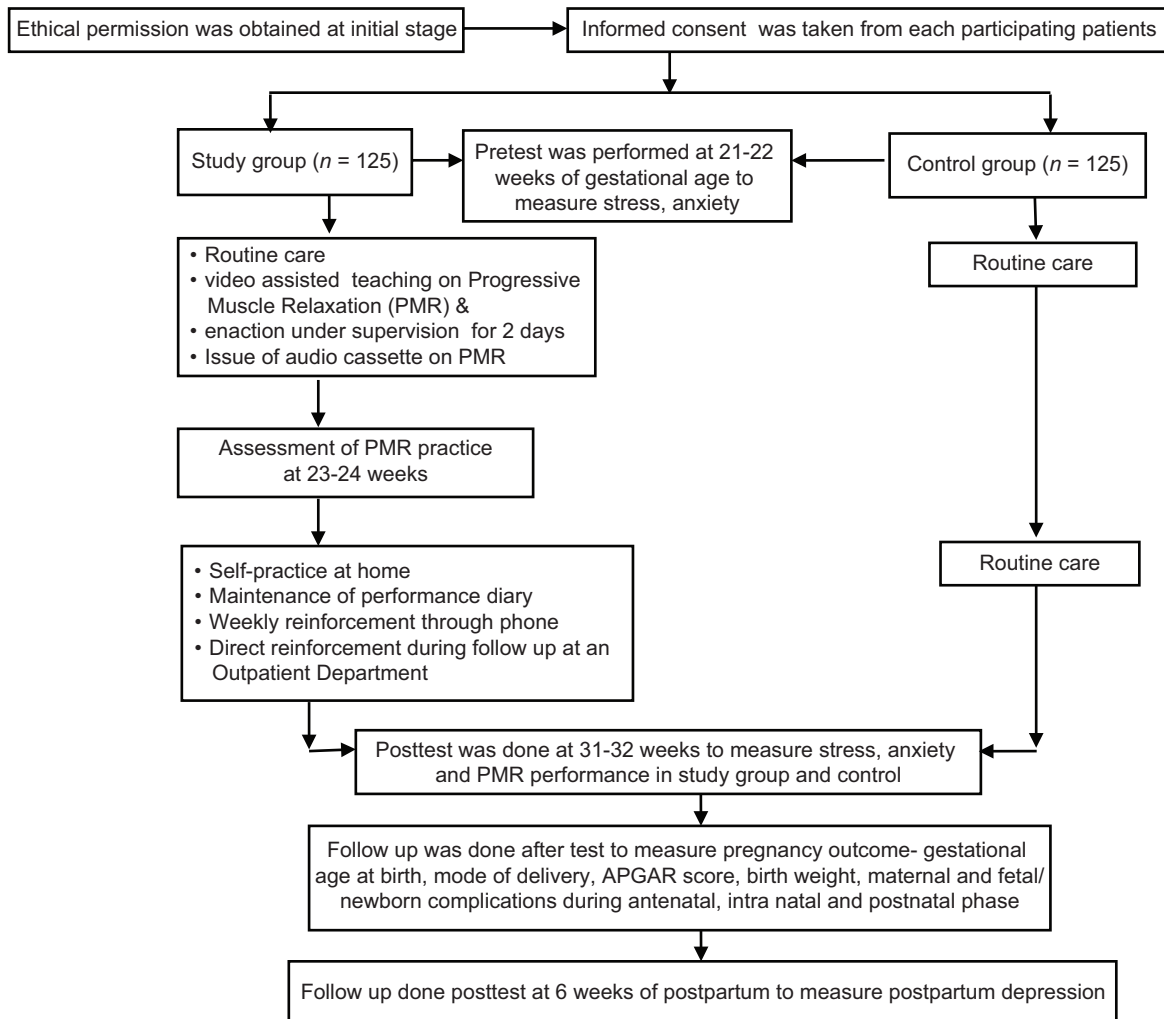 Ethical permission was obtained at initial stage
Informed consent was taken from each participating patients
Study group (n = 125)
Pretest was performed at 21-22
weeks of gestational age to
measure stress, anxiety
Control group (n = 125)
• Routine care
• video assisted teaching on Progressive
Muscle Relaxation (PMR) &
• enaction under supervision for 2 days
• Issue of audio cassette on PMR
Routine care
Assessment of PMR practice
at 23-24 weeks
• Self-practice at home
• Maintenance of performance diary
• Weekly reinforcement through phone
• Direct reinforcement during follow up at an
Outpatient Department
Routine care
Posttest was done at 31-32 weeks to measure stress, anxiety
and PMR performance in study group and control
Follow up was done after test to measure pregnancy outcome- gestational
age at birth, mode of delivery, APGAR score, birth weight, maternal and fetal/
newborn complications during antenatal, intra natal and postnatal phase
Follow up done posttest at 6 weeks of postpartum to measure postpartum depression